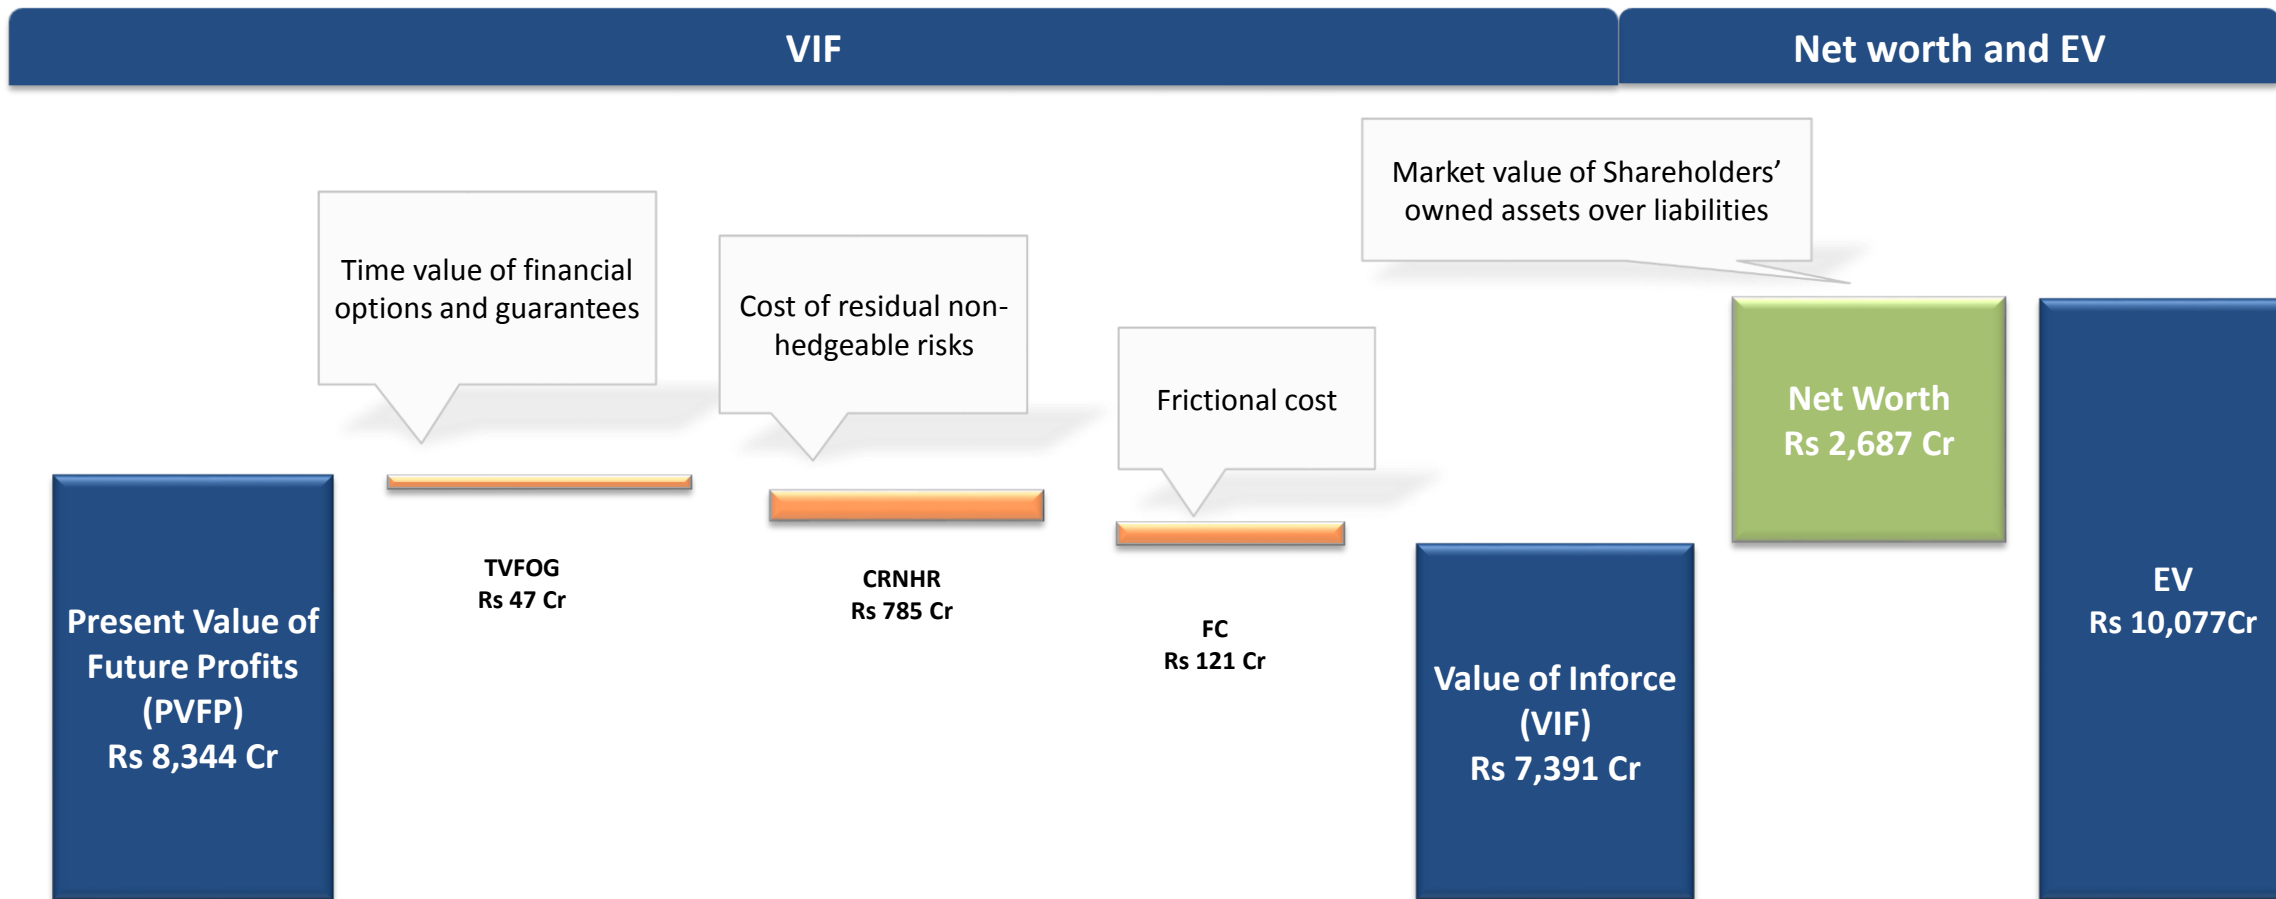 VIF
Net worth and EV
Market value of Shareholders’
owned assets over liabilities
Time value of financial
options and guarantees
Cost of residual non-
hedgeable risks
Frictional cost
Present Value of
Future Profits
(PVFP)
Rs 8,344 Cr
TVFOG
Rs 47 Cr
CRNHR
Rs 785 Cr
FC
Rs 121 Cr
Value of Inforce
(VIF)
Rs 7,391 Cr
Net Worth
Rs 2,687 Cr
EV
Rs 10,077Cr